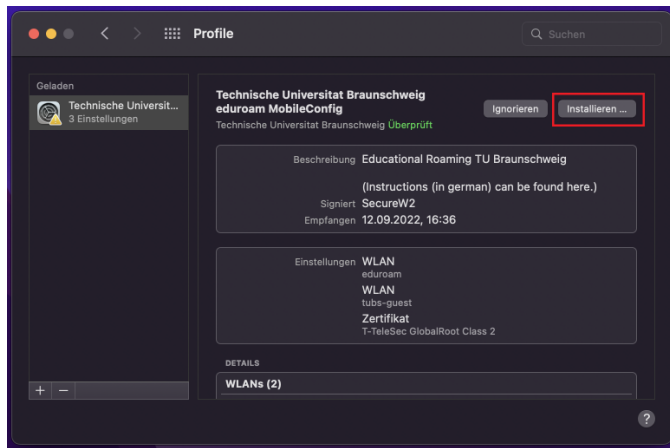 Profile
Suchen
Geladen
Technische Universit...
3 Einstellungen
Technische Universitat Braunschweig
eduroam MobileConfig
Technische Universitat Braunschweig Überprüft
Ignorieren
Installieren ...
Beschreibung Educational Roaming TU Braunschweig
(Instructions (in german) can be found here.)
Signiert SecureW2
Empfangen 12.09.2022, 16:36
Einstellungen WLAN
eduroam
WLAN
tubs-guest
Zertifikat
T-TeleSec GlobalRoot Class 2
DETAILS
WLANs (2)
+ −
?